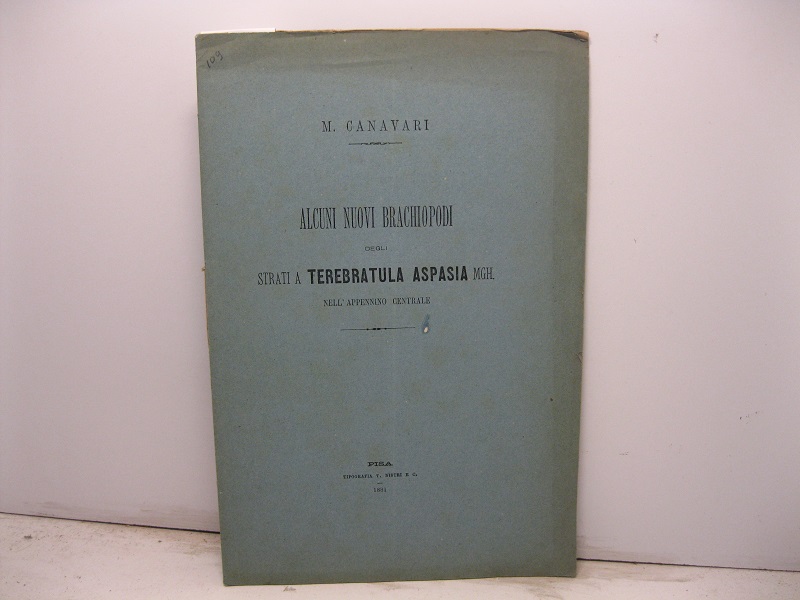 109
M. CANAVARI
ALCUNI NUOVI BRACHIOPODI
DEGLI
STRATI A TEREBRATULA ASPASIA MGH.
NELL'APPENNINO CENTRALE
PISA
TIPOGRAFIA T. NISTRI E C.
1881